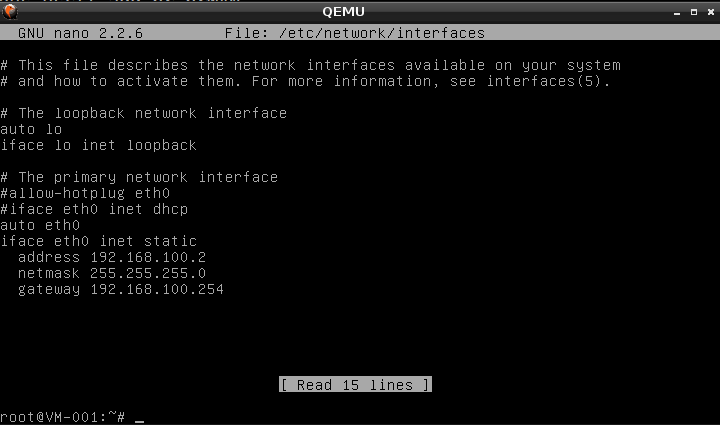 QEMU
GNU nano 2.2.6 File: /etc/network/interfaces
# This file describes the network interfaces available on your system
# and how to activate them. For more information, see interfaces(5).
# The loopback network interface
auto lo
iface lo inet loopback
# The primary network interface
#allow-hotplug eth0
#iface eth0 inet dhcp
auto eth0
iface eth0 inet static
  address 192.168.100.2
  netmask 255.255.255.0
  gateway 192.168.100.254
[ Read 15 lines ]
root@VM-001:~# _